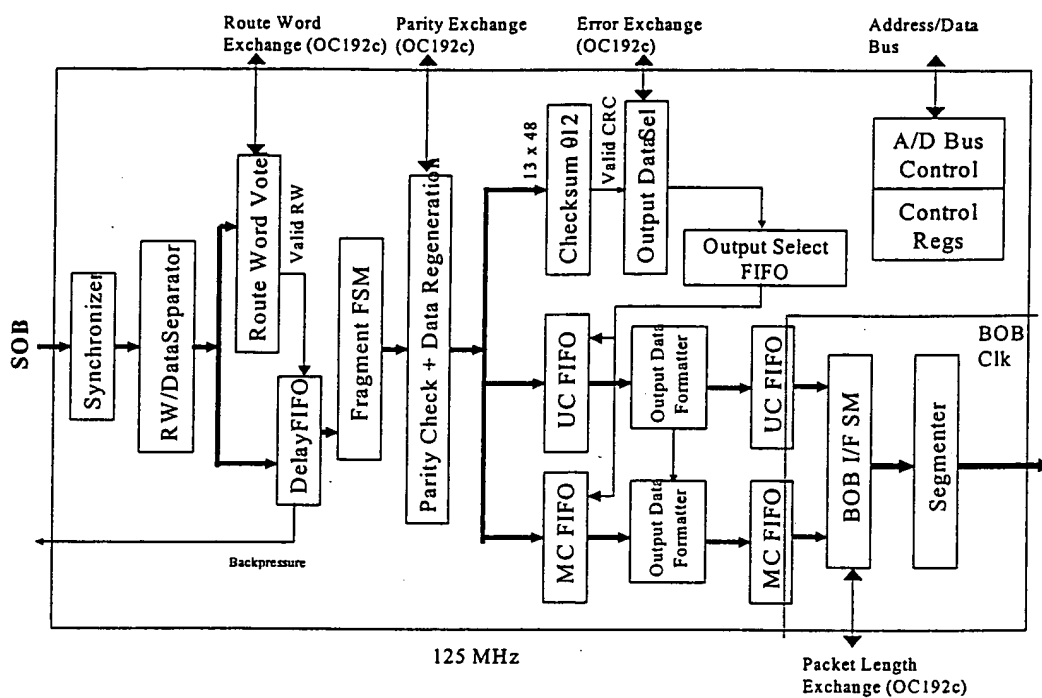 Route Word
Exchange (OC192c)
Parity Exchange
(OC192c)
Error Exchange
(OC192c)
Address/Data
Bus
SOB
Synchronizer
RW/DataSeparator
Route Word Vote
Valid RW
DelayFIFO
Backpressure
Fragment FSM
Parity Check + Data Regeneration
13 x 48
Checksum θ12
Valid CRC
Output DataSel
Output Select
FIFO
A/D Bus
Control
Control
Regs
UC FIFO
Output Data
Formatter
UC FIFO
MC FIFO
Output Data
Formatter
MC FIFO
BOB I/F SM
Segmenter
BOB
Clk
125 MHz
Packet Length
Exchange (OC192c)